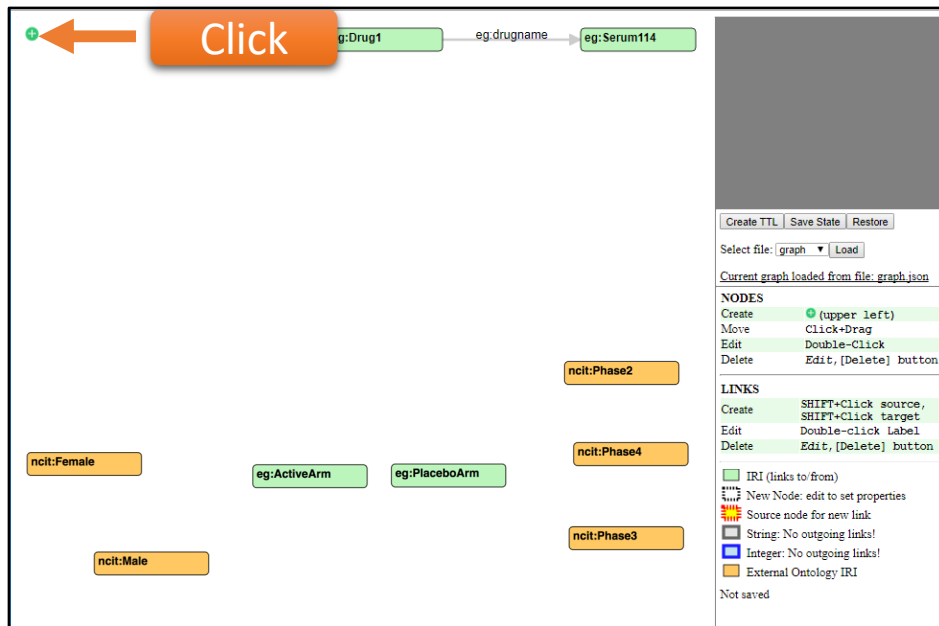 Click
eg:Drug1
eg:drugname
eg:Serum114
Create TTL Save State Restore
Select file: graph Load
Current graph loaded from file: graph.json
NODES
Create (upper left)
Move Click+Drag
Edit Double-Click
Delete Edit,[Delete] button
LINKS
Create SHIFT+Click source,
SHIFT+Click target
Edit Double-click Label
Delete Edit,[Delete] button
IRI (links to/from)
New Node: edit to set properties
Source node for new link
String: No outgoing links!
Integer: No outgoing links!
External Ontology IRI
Not saved
ncit:Phase2
ncit:Female
eg:ActiveArm
eg:PlaceboArm
ncit:Phase4
ncit:Phase3
ncit:Male